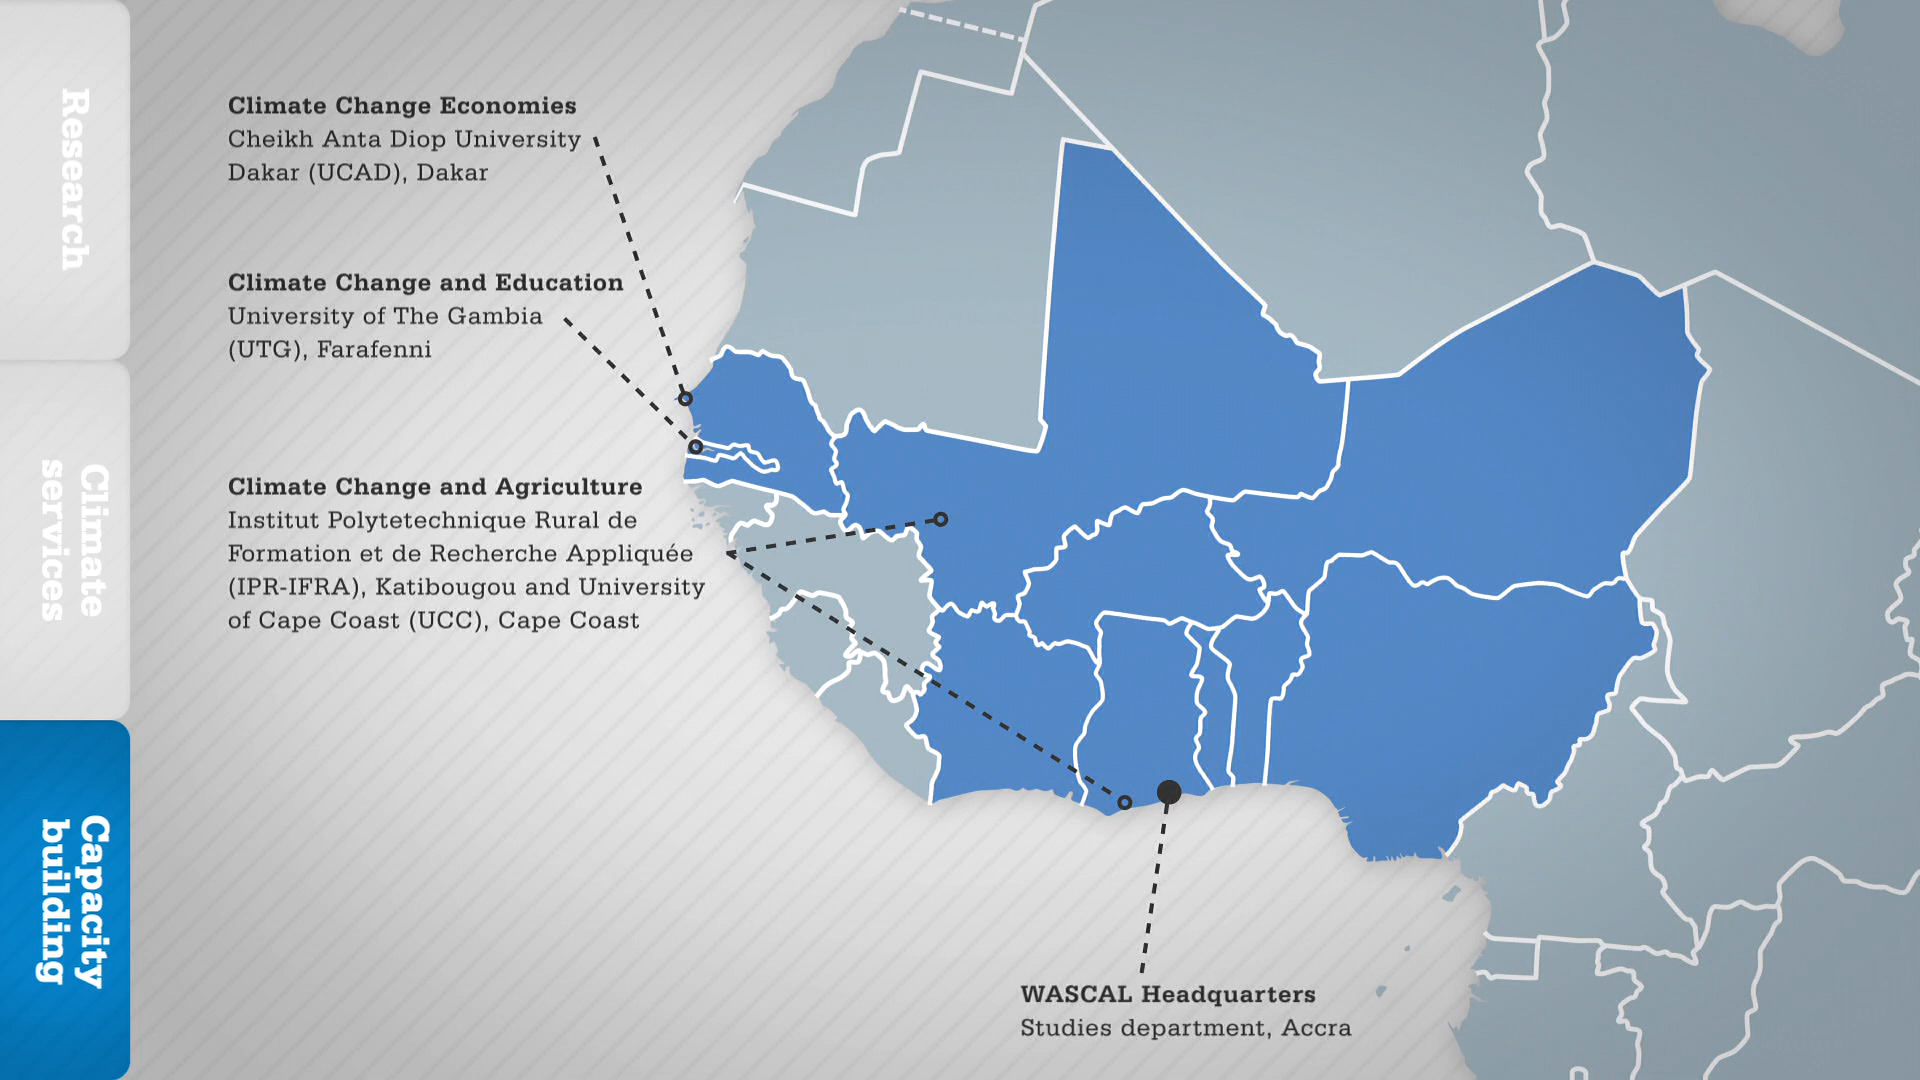 Research
Climate
services
Capacity
building
Climate Change Economies
Cheikh Anta Diop University
Dakar (UCAD), Dakar
Climate Change and Education
University of The Gambia
(UTG), Farafenni
Climate Change and Agriculture
Institut Polytetechnique Rural de
Formation et de Recherche Appliquée
(IPR-IFRA), Katibougou and University
of Cape Coast (UCC), Cape Coast
WASCAL Headquarters
Studies department, Accra